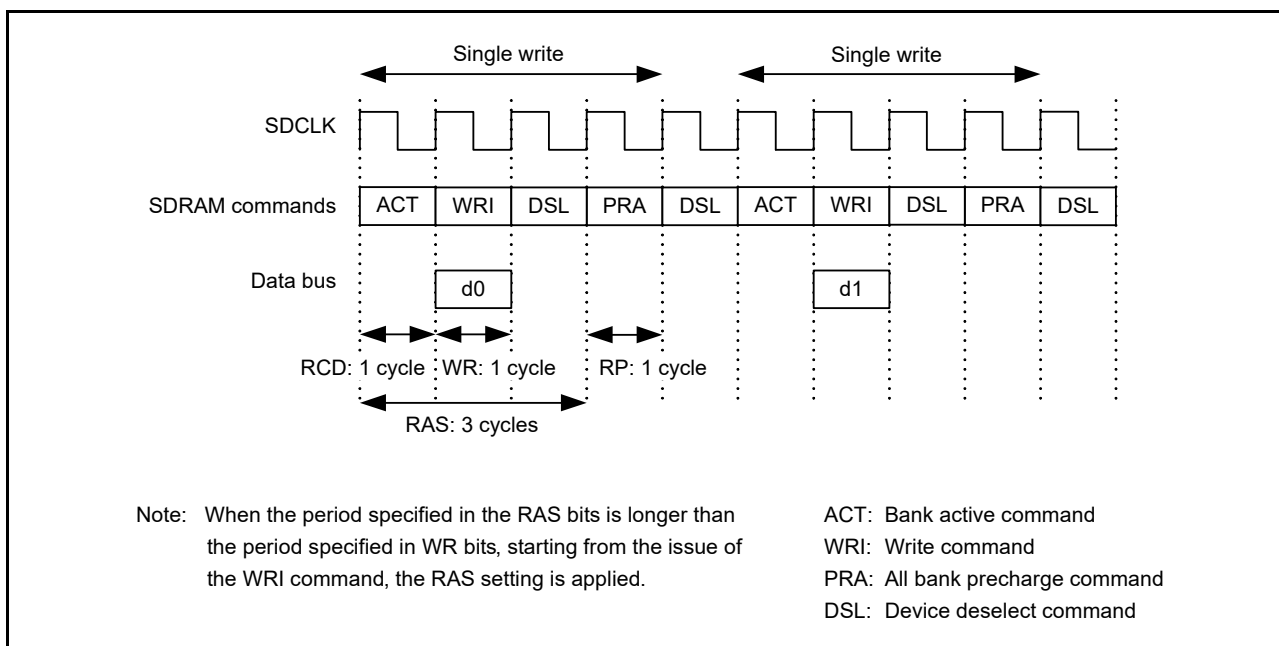 Single write Single write
SDCLK
SDRAM commands ACT WRI DSL PRA DSL ACT WRI DSL PRA DSL
Data bus d0 d1
RCD: 1 cycle WR: 1 cycle RP: 1 cycle
RAS: 3 cycles
Note: When the period specified in the RAS bits is longer than
the period specified in WR bits, starting from the issue of
the WRI command, the RAS setting is applied.
ACT: Bank active command
WRI: Write command
PRA: All bank precharge command
DSL: Device deselect command